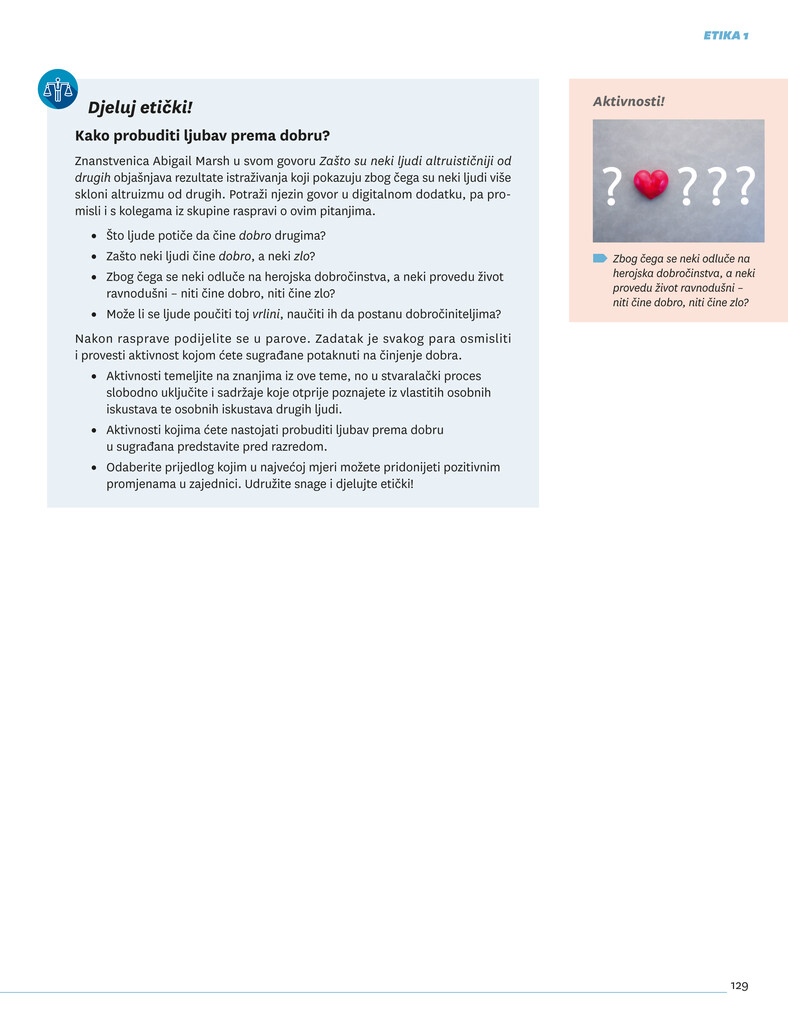 ETIKA 1
Djeluj etički!
Kako probuditi ljubav prema dobru?
Znanstvenica Abigail Marsh u svom govoru Zašto su neki ljudi altruističniji od
drugih objašnjava rezultate istraživanja koji pokazuju zbog čega su neki ljudi više
skloni altruizmu od drugih. Potraži njezin govor u digitalnom dodatku, pa pro-
misli i s kolegama iz skupine raspravi o ovim pitanjima.
• Što ljude potiče da čine dobro drugima?
• Zašto neki ljudi čine dobro, a neki zlo?
• Zbog čega se neki odluče na herojska dobročinstva, a neki provedu život
ravnodušni – niti čine dobro, niti čine zlo?
• Može li se ljude poučiti toj vrlini, naučiti ih da postanu dobročiniteljima?
Nakon rasprave podijelite se u parove. Zadatak je svakog para osmisliti
i provesti aktivnost kojom ćete sugrađane potaknuti na činjenje dobra.
• Aktivnosti temeljite na znanjima iz ove teme, no u stvaralački proces
slobodno uključite i sadržaje koje otprije poznajete iz vlastitih osobnih
iskustava te osobnih iskustava drugih ljudi.
• Aktivnosti kojima ćete nastojati probuditi ljubav prema dobru
u sugrađana predstavite pred razredom.
• Odaberite prijedlog kojim u najvećoj mjeri možete pridonijeti pozitivnim
promjenama u zajednici. Udružite snage i djelujte etički!
Aktivnosti!
? ? ? ?
Zbog čega se neki odluče na
herojska dobročinstva, a neki
provedu život ravnodušni –
niti čine dobro, niti čine zlo?
129